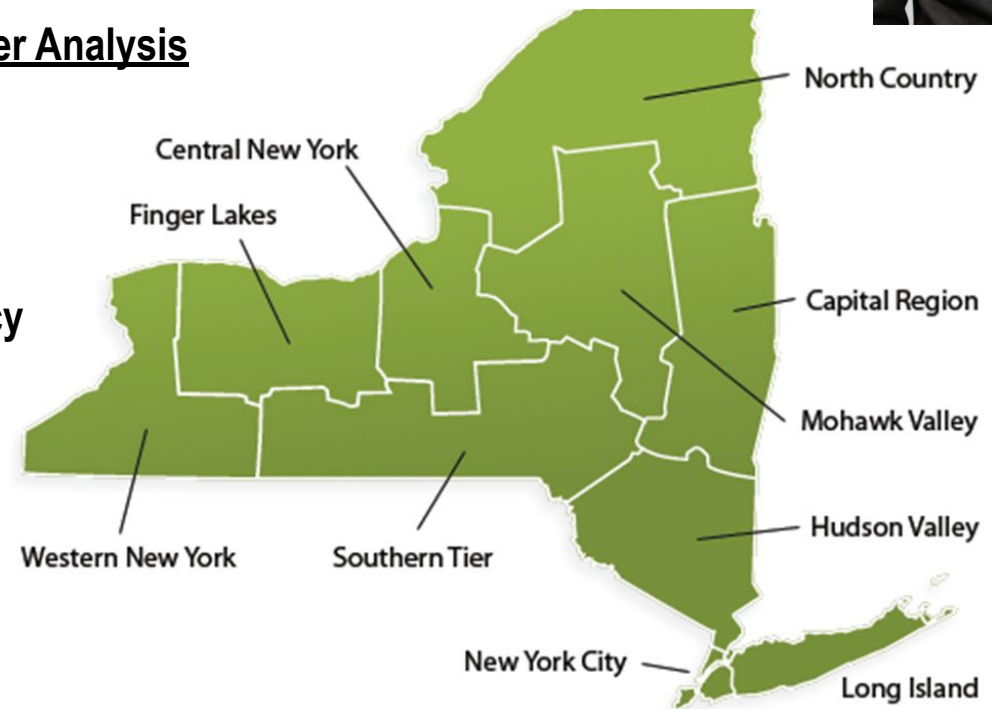 er Analysis
North Country
Central New York
Finger Lakes
Capital Region
cy
Mohawk Valley
Hudson Valley
Western New York
Southern Tier
New York City
Long Island